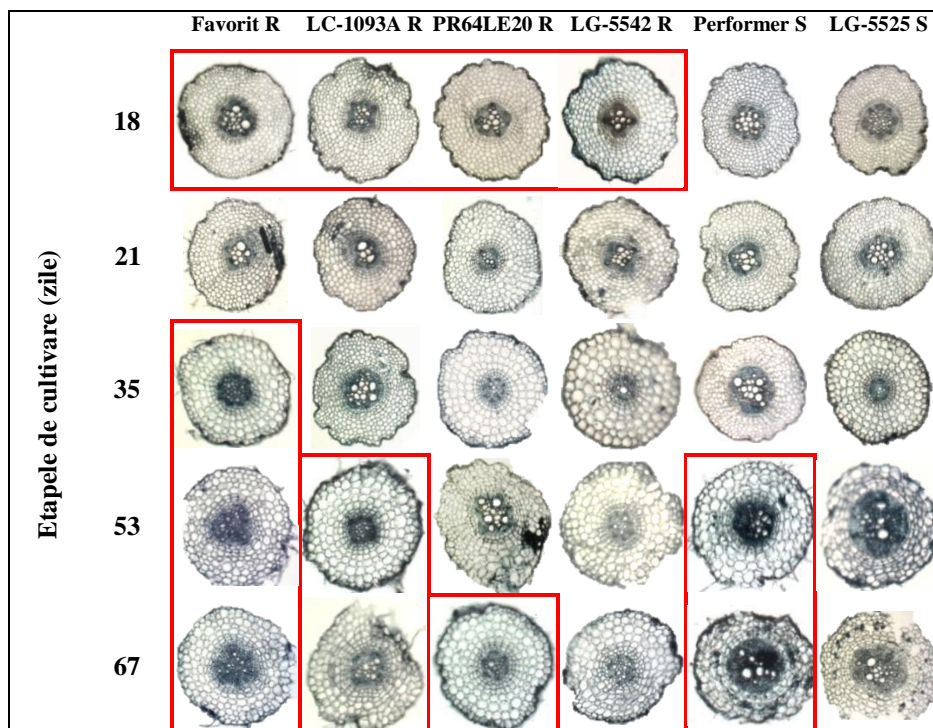 Favorit R LC-1093A R PR64LE20 R LG-5542 R Performer S LG-5525 S
Etapele de cultivare (zile)
18
21
35
53
67